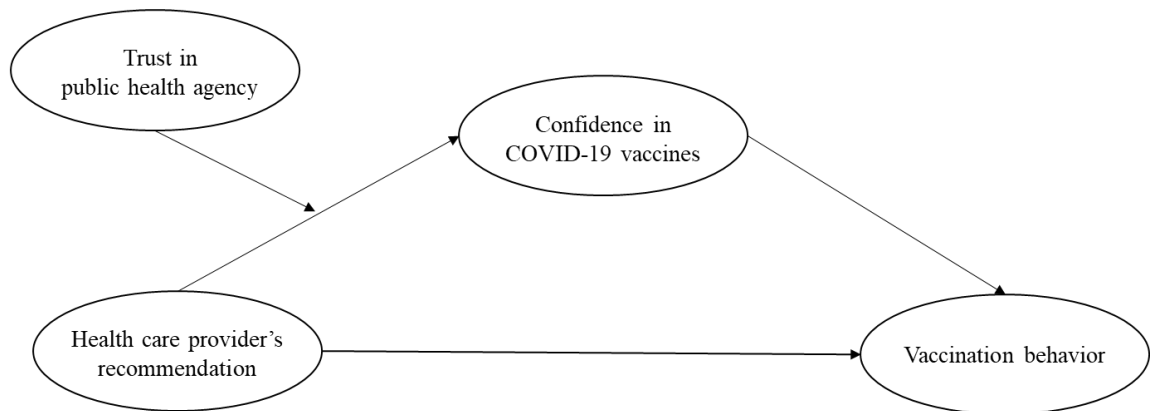 Trust in
public health agency
Confidence in
COVID-19 vaccines
Health care provider’s
recommendation
Vaccination behavior